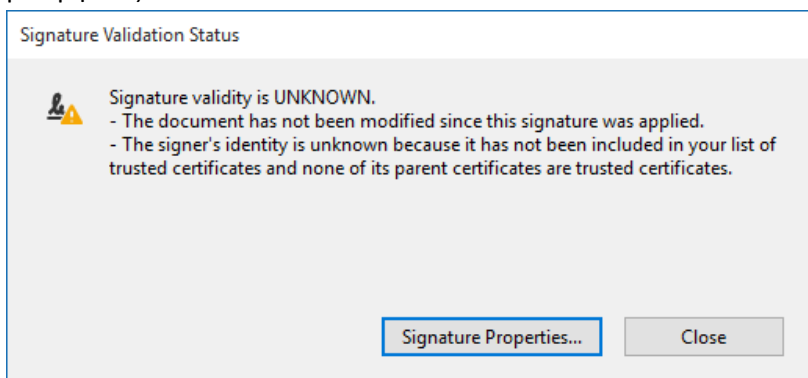 Signature Validation Status
Signature validity is UNKNOWN.
- The document has not been modified since this signature was applied.
- The signer's identity is unknown because it has not been included in your list of
trusted certificates and none of its parent certificates are trusted certificates.
Signature Properties...
Close